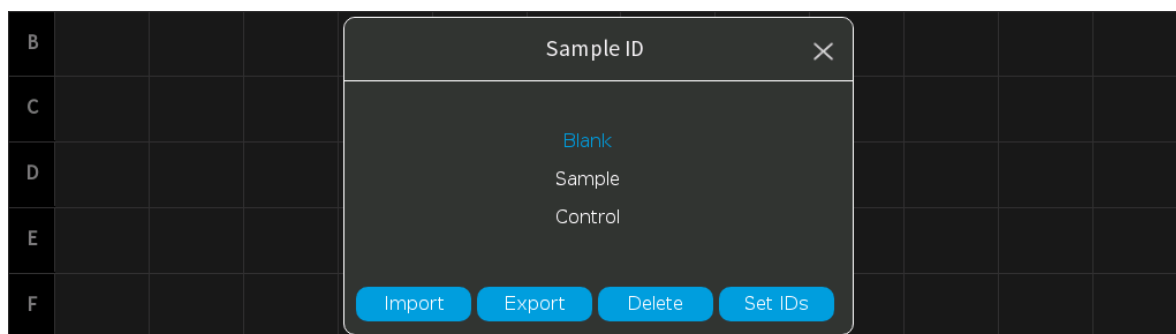 B
Sample ID
C
Blank
D
Sample
Control
E
F
Import Export Delete Set IDs